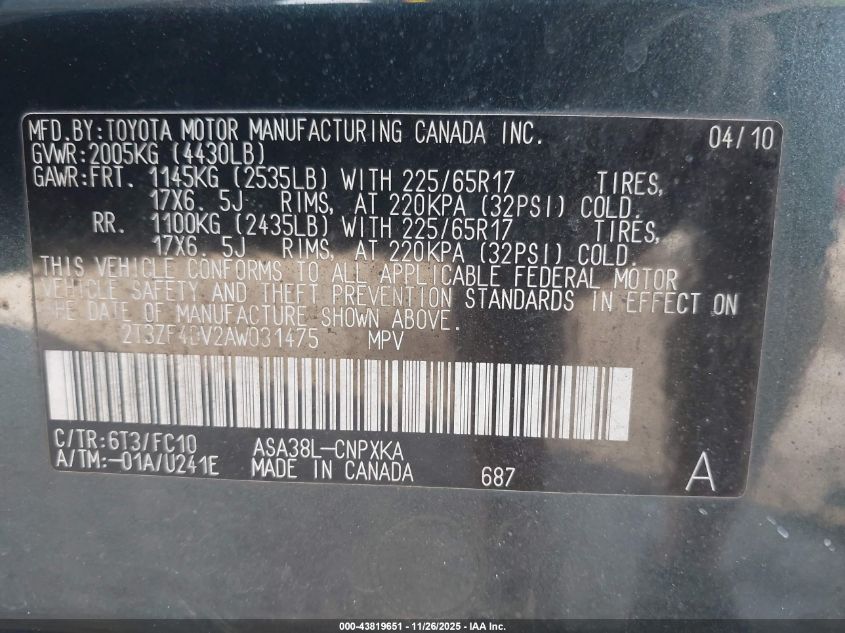 MFD.BY:TOYOTA MOTOR MANUFACTURING CANADA INC. 04/10
GVWR:2005KG (4430LB)
GAWR:FRT. 1145KG (2535LB) WITH 225/65R17 TIRES,
17X6.5J RIMS, AT 220KPA (32PSI) COLD.
RR. 1100KG (2435LB) WITH 225/65R17 TIRES,
17X6.5J RIMS, AT 220KPA (32PSI) COLD.
THIS VEHICLE CONFORMS TO ALL APPLICABLE FEDERAL MOTOR
VEHICLE SAFETY AND THEFT PREVENTION STANDARDS IN EFFECT ON
THE DATE OF MANUFACTURE SHOWN ABOVE.
2T3ZF4DV2AW031475 MPV
C/TR:6T3/FC10 ASA38L-CNPXKA
A/TM:-01A/U241E MADE IN CANADA 687 A
000-43819651 - 11/26/2025 - IAA Inc.